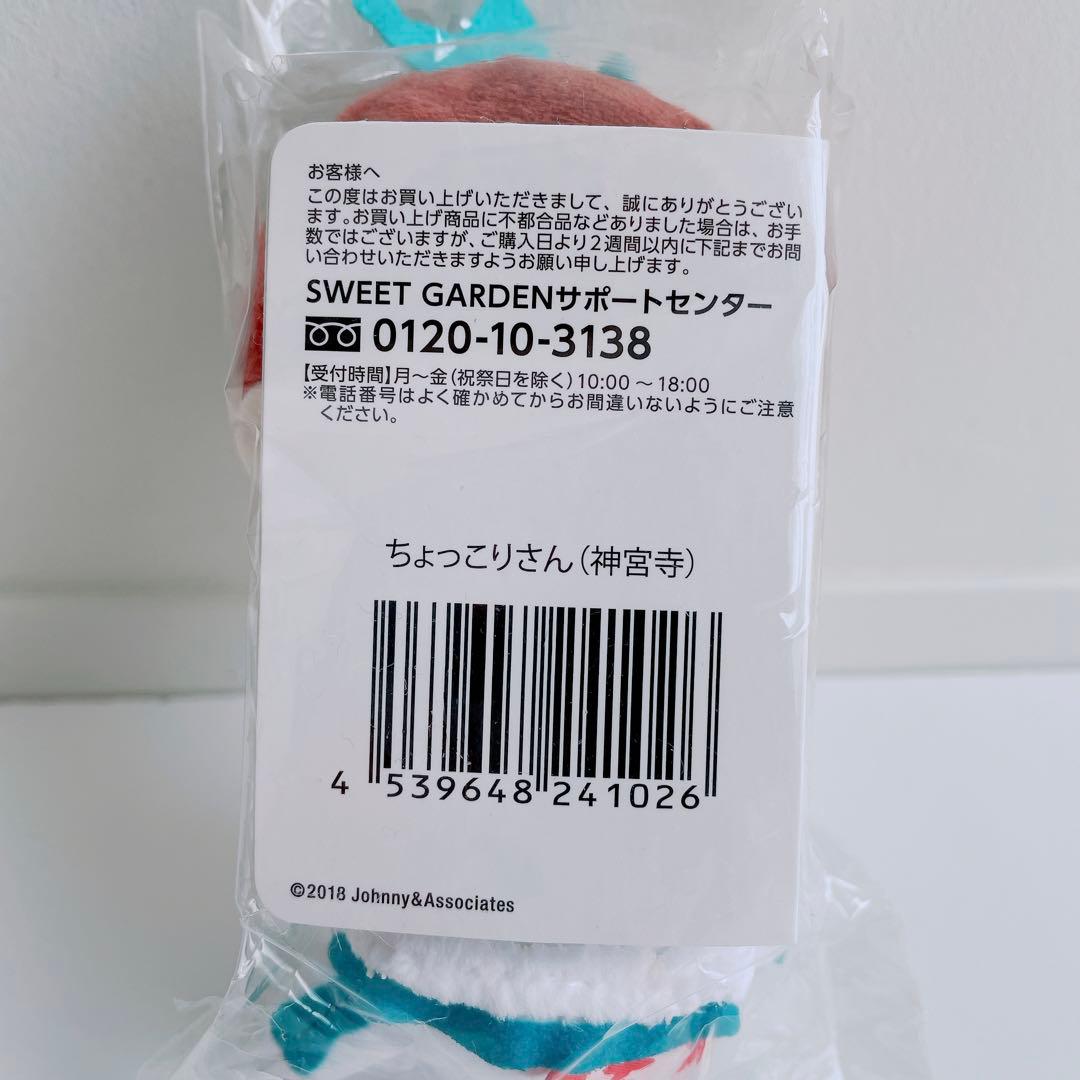 お客様へ
この度はお買い上げいただきまして、誠にありがとうござい
ます。お買い上げ商品に不都合品などありました場合は、お手
数ではございますが、ご購入日より2週間以内に下記までお問
い合わせいただきますようお願い申し上げます。
SWEET GARDENサポートセンター
0120-10-3138
【受付時間】月〜金(祝祭日を除く)10:00 〜 18:00
※電話番号はよく確かめてからお間違いないようにご注意
ください。
ちょっこりさん(神宮寺)
4 539648 241026
©2018 Johnny&Associates